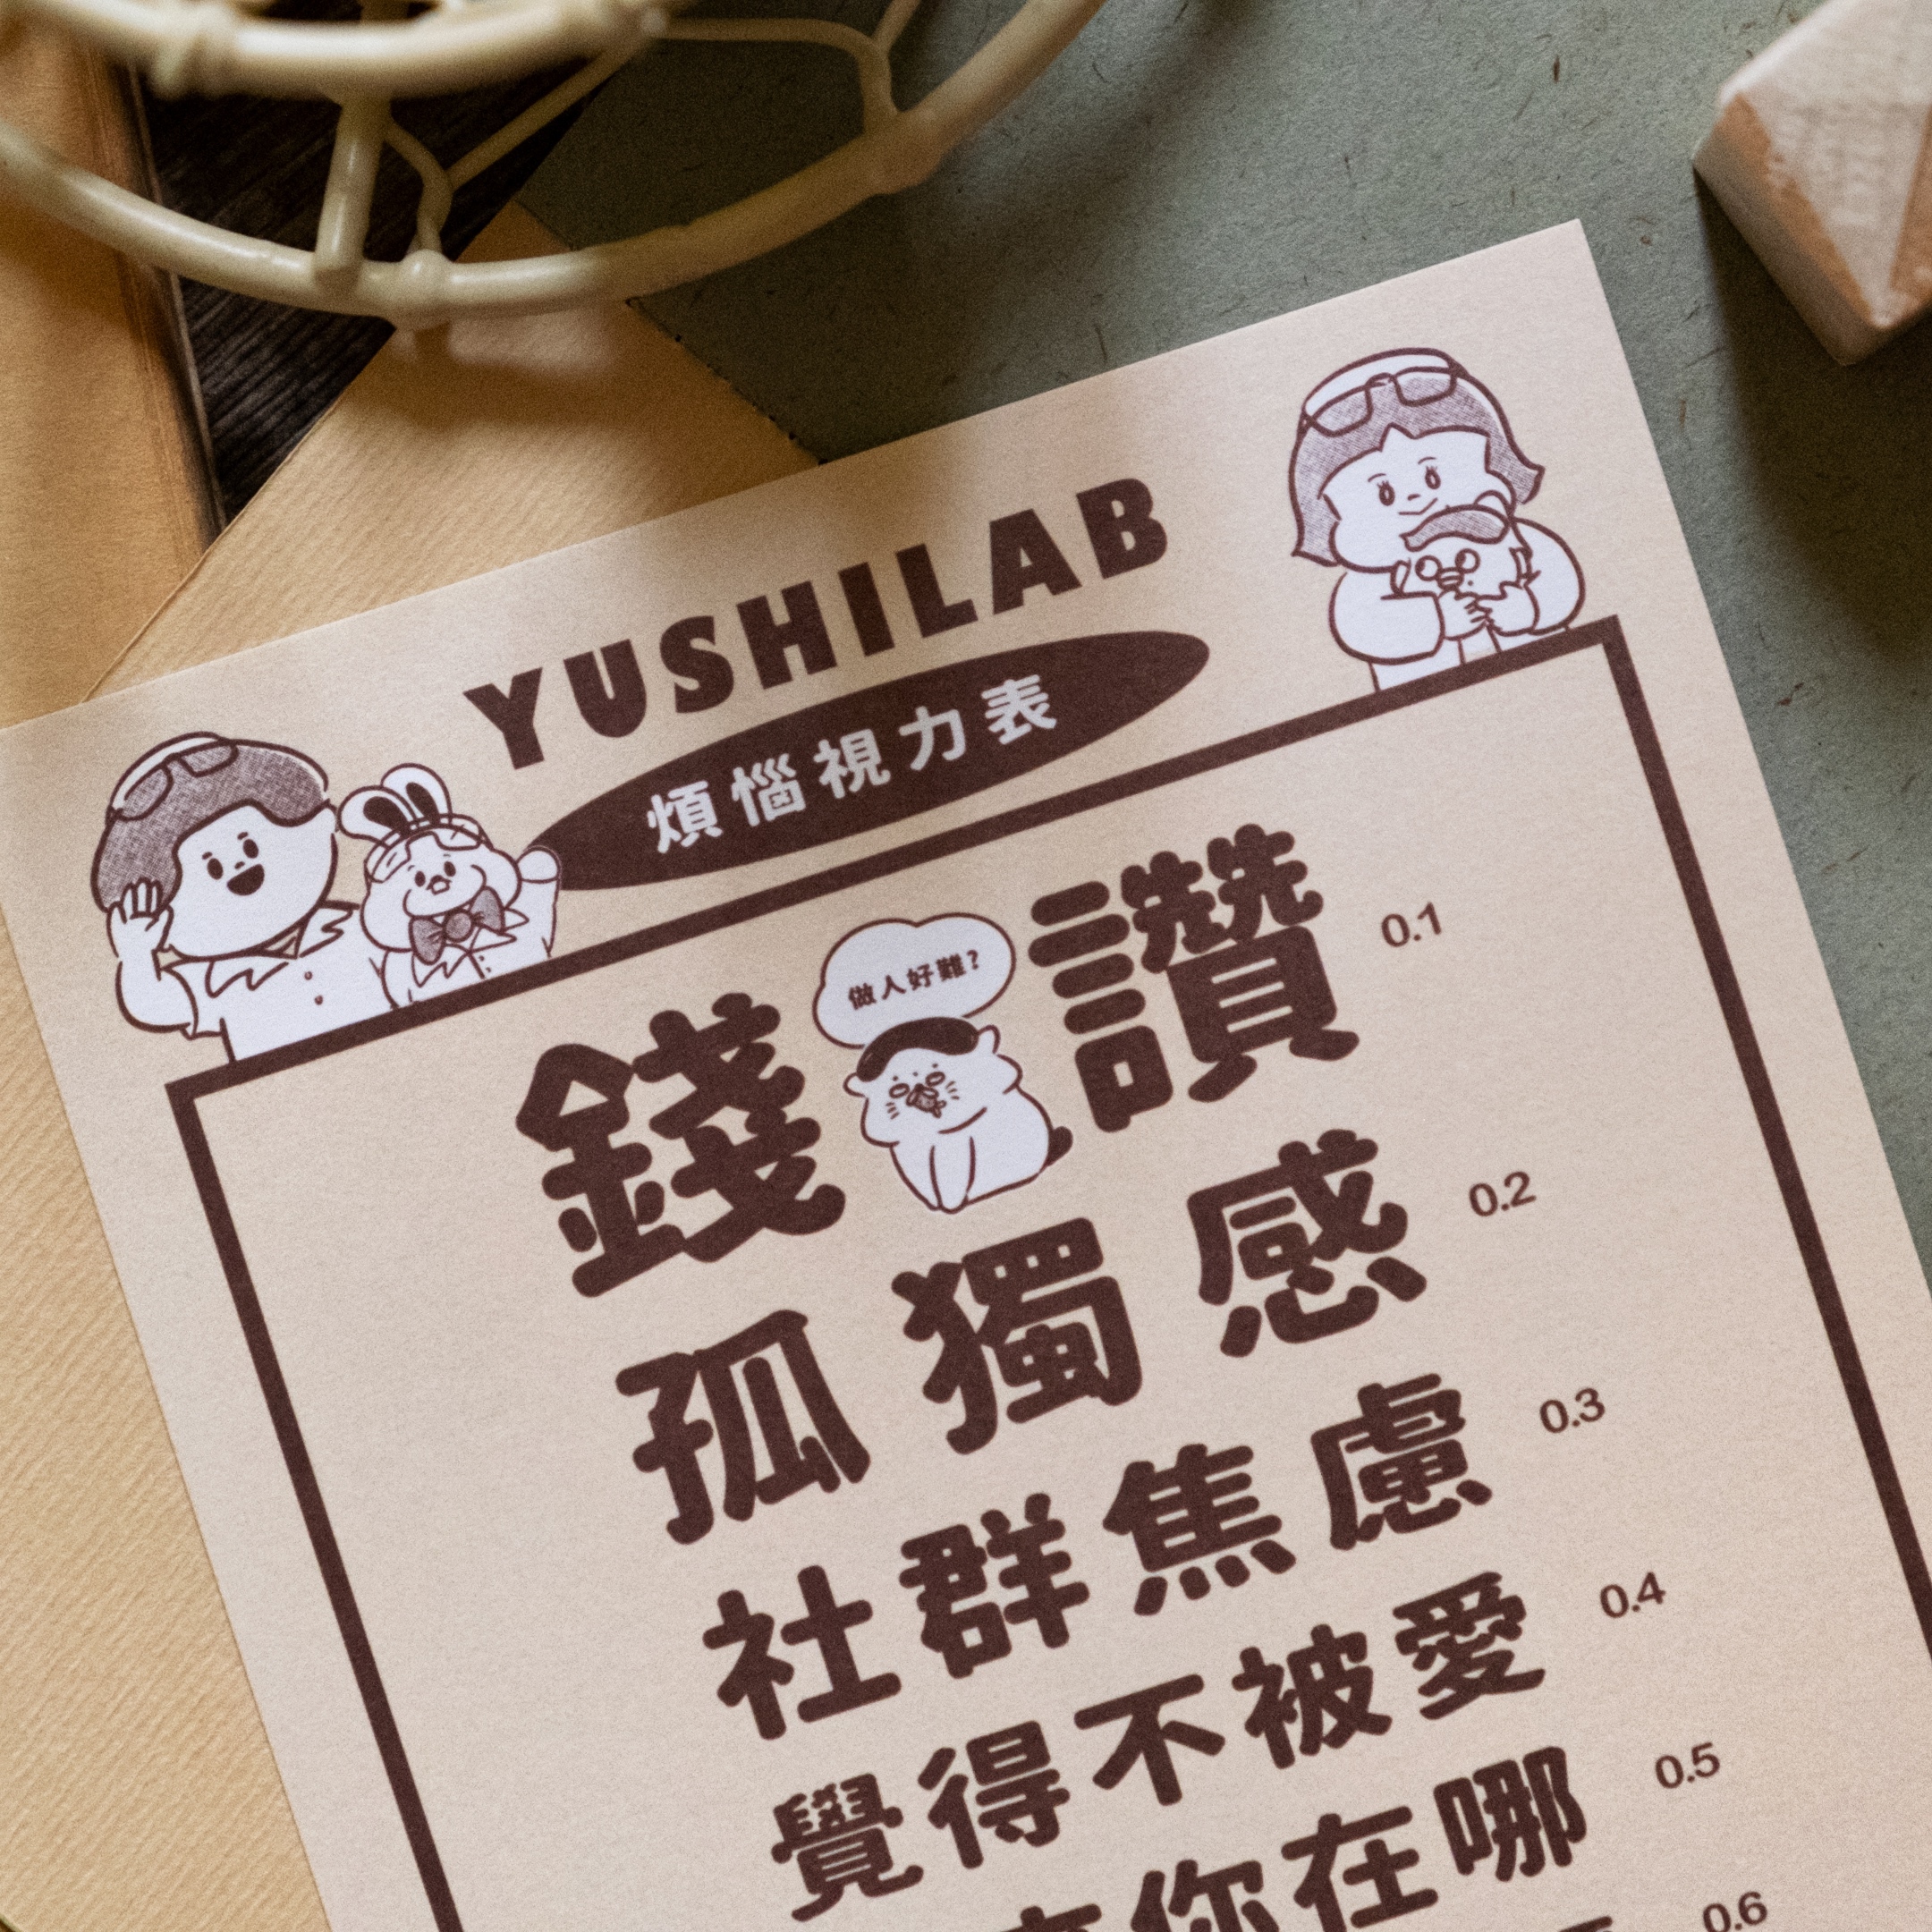 YUSHILAB
煩惱視力表
做人好難?
錢 讚 0.1
孤獨感 0.2
社群焦慮 0.3
覺得不被愛 0.4
你在哪 0.5
0.6